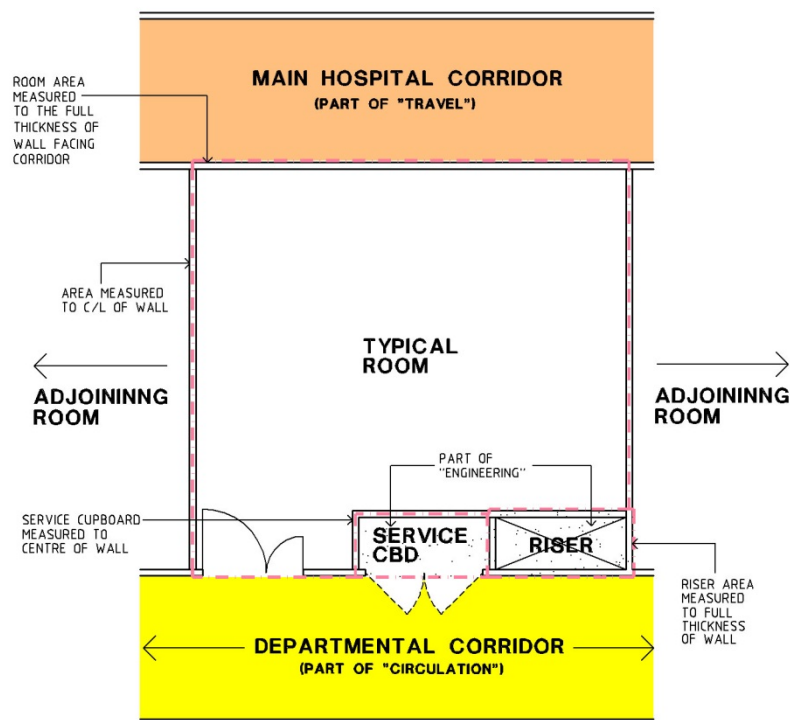 MAIN HOSPITAL CORRIDOR
(PART OF "TRAVEL")
ROOM AREA
MEASURED
TO THE FULL
THICKNESS OF
WALL FACING
CORRIDOR
AREA MEASURED
TO C/L OF WALL
TYPICAL
ROOM
ADJOININNG
ROOM
ADJOININNG
ROOM
PART OF
"ENGINEERING"
SERVICE CUPBOARD
MEASURED TO
CENTRE OF WALL
SERVICE
CBD
RISER
RISER AREA
MEASURED
TO FULL
THICKNESS
OF WALL
DEPARTMENTAL CORRIDOR
(PART OF "CIRCULATION")